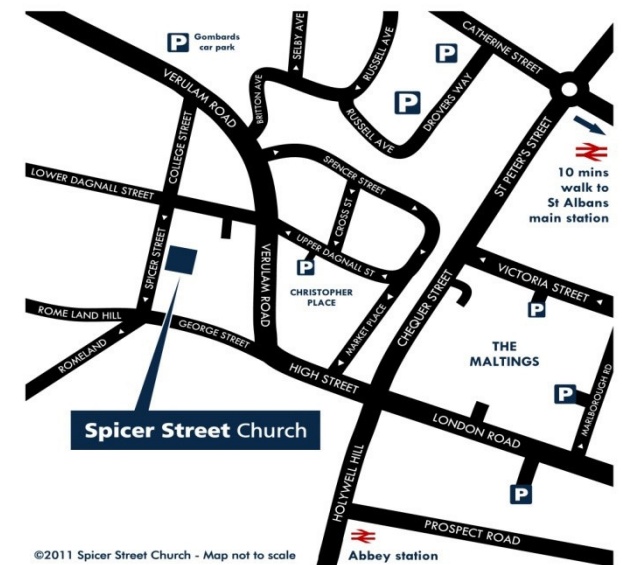 P
Gombards
car park
SELBY AVE
RUSSELL AVE
CATHERINE STREET
P
VERULAM ROAD
BRITTON AVE
P
DROVERS WAY
RUSSELL AVE
COLLEGE STREET
ST PETER'S STREET
10 mins
walk to
St Albans
main station
SPENCER STREET
LOWER DAGNALL STREET
CROSS ST
SPICER STREET
VERULAM ROAD
UPPER DAGNALL ST
P
CHRISTOPHER
PLACE
VICTORIA STREET
P
CHEQUER STREET
ROME LAND HILL
GEORGE STREET
MARKET PLACE
THE
MALTINGS
ROMELAND
HIGH STREET
P
MARLBOROUGH RD
Spicer Street Church
LONDON ROAD
HOLYWELL HILL
P
PROSPECT ROAD
©2011 Spicer Street Church - Map not to scale
Abbey station